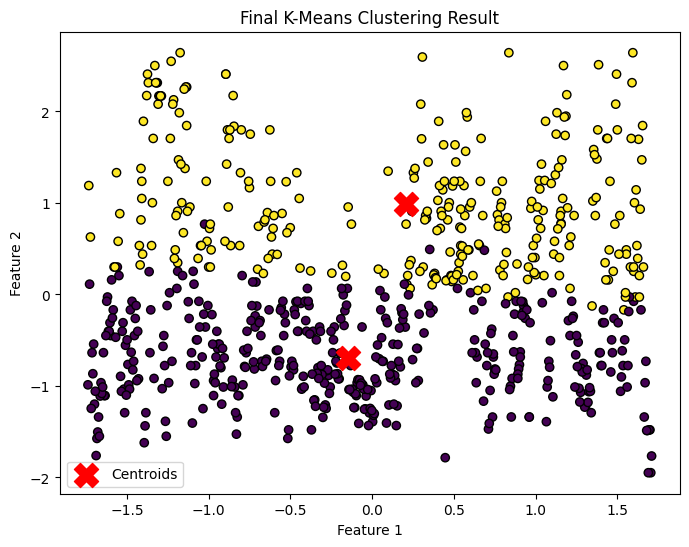 Final K-Means Clustering Result
Feature 2
2
1
0
−1
−2
Centroids
−1.5 −1.0 −0.5 0.0 0.5 1.0 1.5
Feature 1